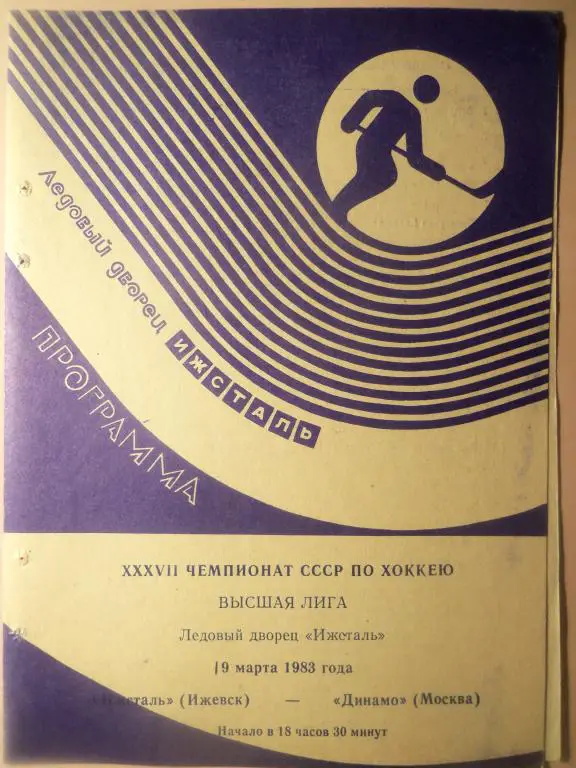 Ледовый дворец
ИЖСТАЛЬ
ПРОГРАММА
XXXVII ЧЕМПИОНАТ СССР ПО ХОККЕЮ
ВЫСШАЯ ЛИГА
Ледовый дворец «Ижсталь»
19 марта 1983 года
«Ижсталь» (Ижевск) — «Динамо» (Москва)
Начало в 18 часов 30 минут